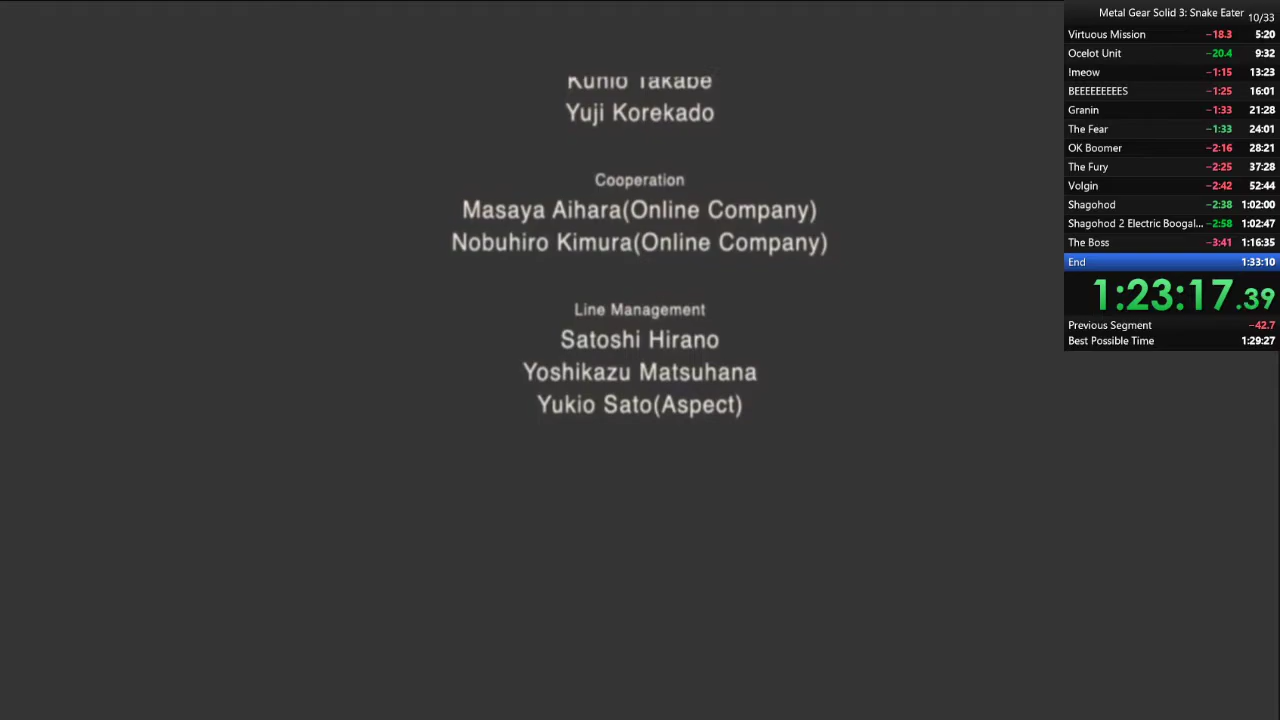 Kunio Takabe
Yuji Korekado
Cooperation
Masaya Aihara(Online Company)
Nobuhiro Kimura(Online Company)
Line Management
Satoshi Hirano
Yoshikazu Matsuhana
Yukio Sato(Aspect)
Metal Gear Solid 3: Snake Eater 10/33
Virtuous Mission −18.3 5:20
Ocelot Unit −20.4 9:32
Imeow −1:15 13:23
BEEEEEEEEES −1:25 16:01
Granin −1:33 21:28
The Fear −1:33 24:01
OK Boomer −2:16 28:21
The Fury −2:25 37:28
Volgin −2:42 52:44
Shagohod −2:38 1:02:00
Shagohod 2 Electric Boogal... −2:58 1:02:47
The Boss −3:41 1:16:35
End 1:33:10
1:23:17.39
Previous Segment −42.7
Best Possible Time 1:29:27